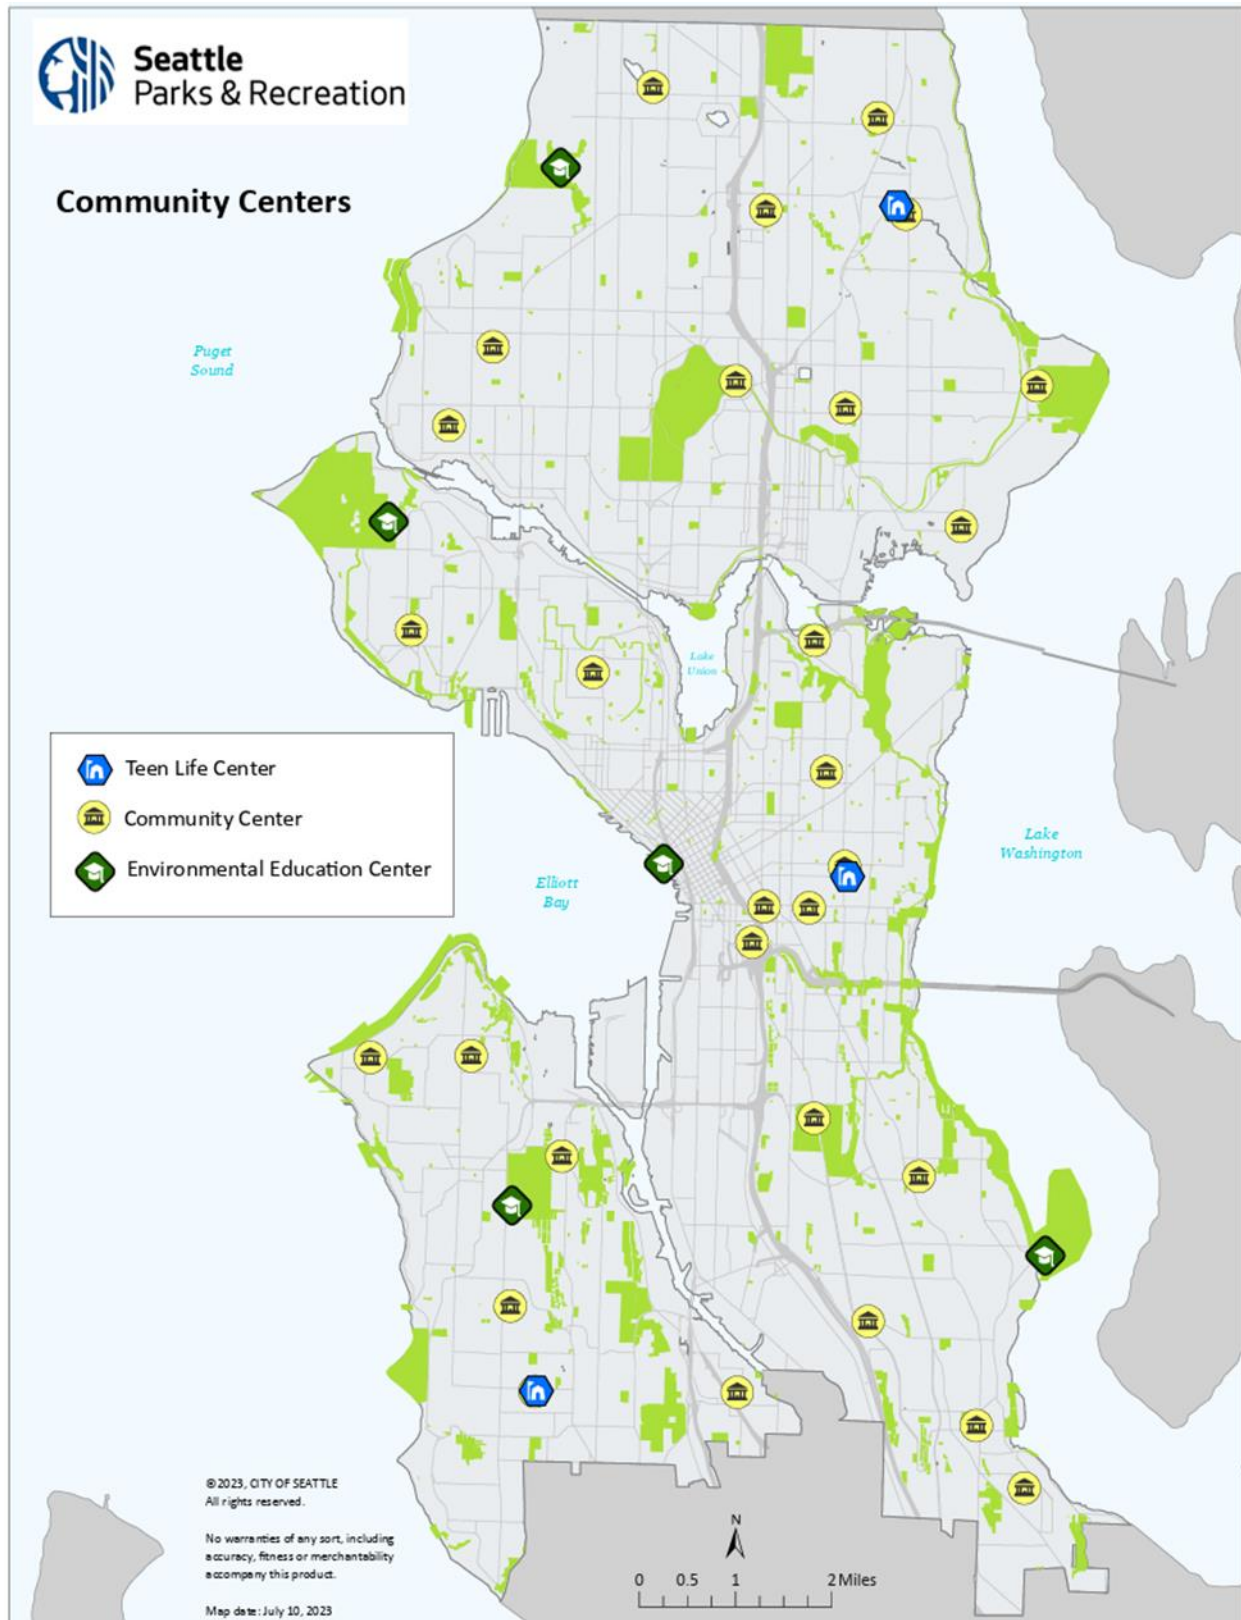 Seattle
Parks & Recreation
Community Centers
Puget
Sound
Lake
Union
Teen Life Center
Community Center
Environmental Education Center
Elliott
Bay
Lake
Washington
©2023, CITY OF SEATTLE
All rights reserved.
No warranties of any sort, including
accuracy, fitness or merchantability
accompany this product.
Map date: July 10, 2023
N
0 0.5 1 2 Miles